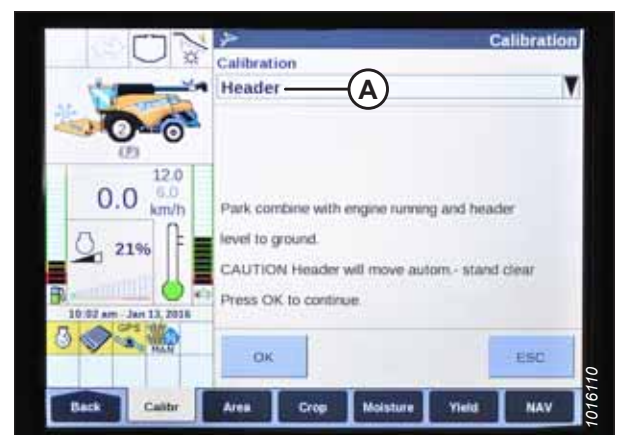 Calibration
Calibration
Header
A
2
(P)
12.0
6.0
0.0
km/h
21%
Park combine with engine running and header
level to ground.
CAUTION Header will move autom.- stand clear
Press OK to continue
10:02 am Jan 13, 2016
GPS
MAN
OK
ESC
Back
Calibr
Area
Crop
Moisture
Yield
NAV
1016110